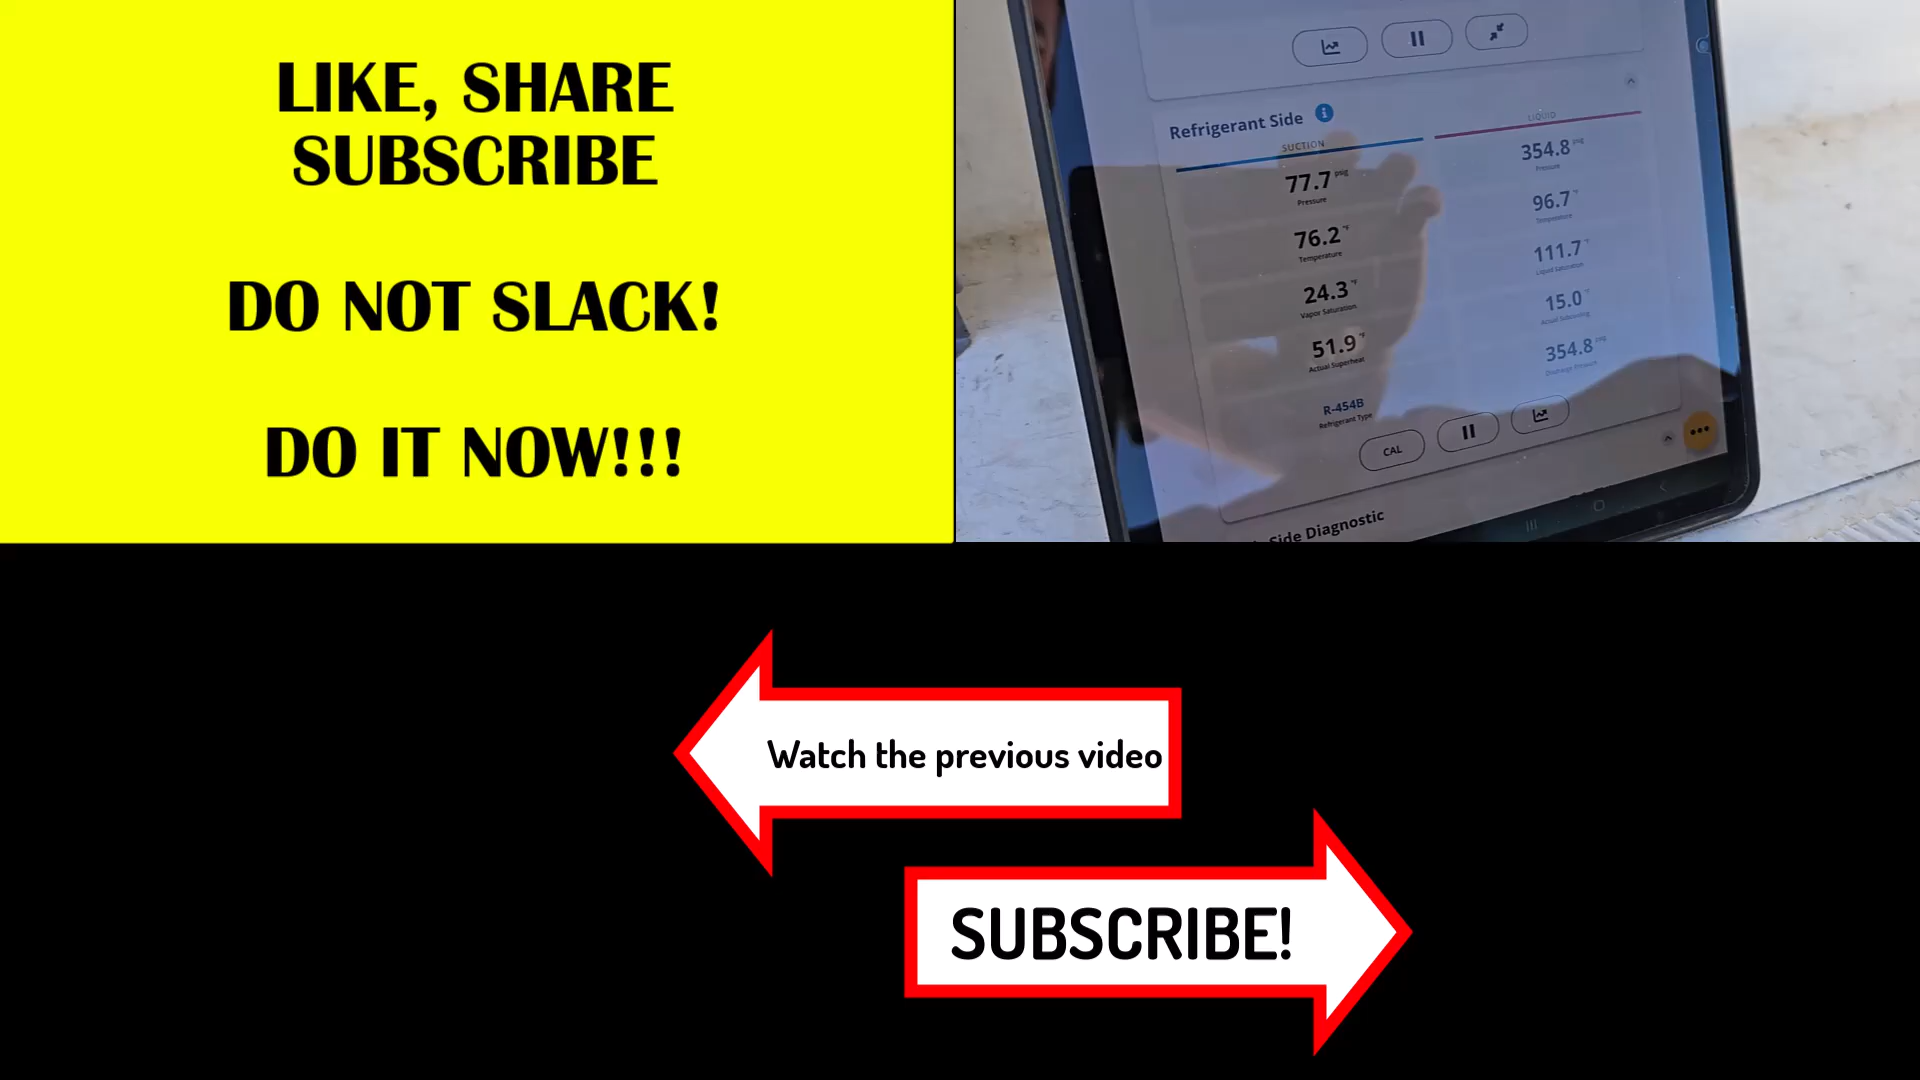 LIKE, SHARE
SUBSCRIBE
DO NOT SLACK!
DO IT NOW!!!
Refrigerant Side
SUCTION
LIQUID
77.7 psig
Pressure
354.8 psig
Pressure
76.2 °F
Temperature
96.7 °F
Temperature
24.3 °F
Vapor Saturation
111.7 °F
Liquid Saturation
51.9 °F
Actual Superheat
15.0 °F
Actual Subcooling
R-454B
Refrigerant Type
354.8 psig
Discharge Pressure
CAL
Side Diagnostic
Watch the previous video
SUBSCRIBE!